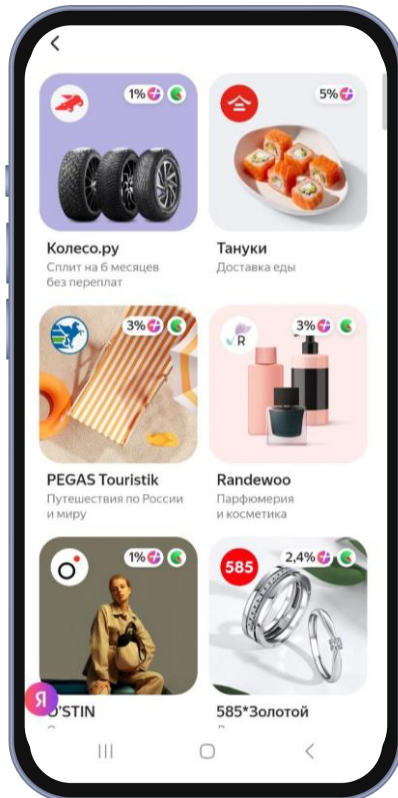 1%
5%
Колесо.ру
Сплит на 6 месяцев
без переплат
Тануки
Доставка еды
3%
3%
R
PEGAS Touristik
Путешествия по России
и миру
Randewoo
Парфюмерия
и косметика
1%
585
2,4%
Я
O'STIN
585*Золотой